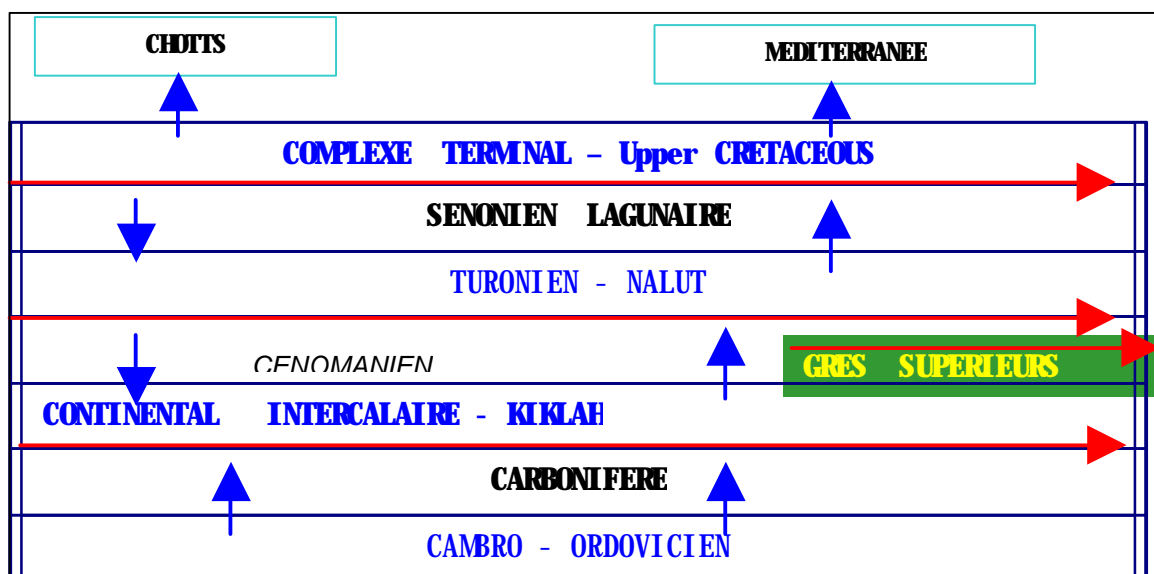 CHOTTS
MEDITERRANEE
COMPLEXE TERMINAL – Upper CRETACEOUS
SENONIEN LAGUNAIRE
TURONIEN - NALUT
CENOMANIEN
GRES SUPERIEURS
CONTINENTAL INTERCALAIRE - KIKLAH
CARBONIFERE
CAMBRO - ORDOVICIEN